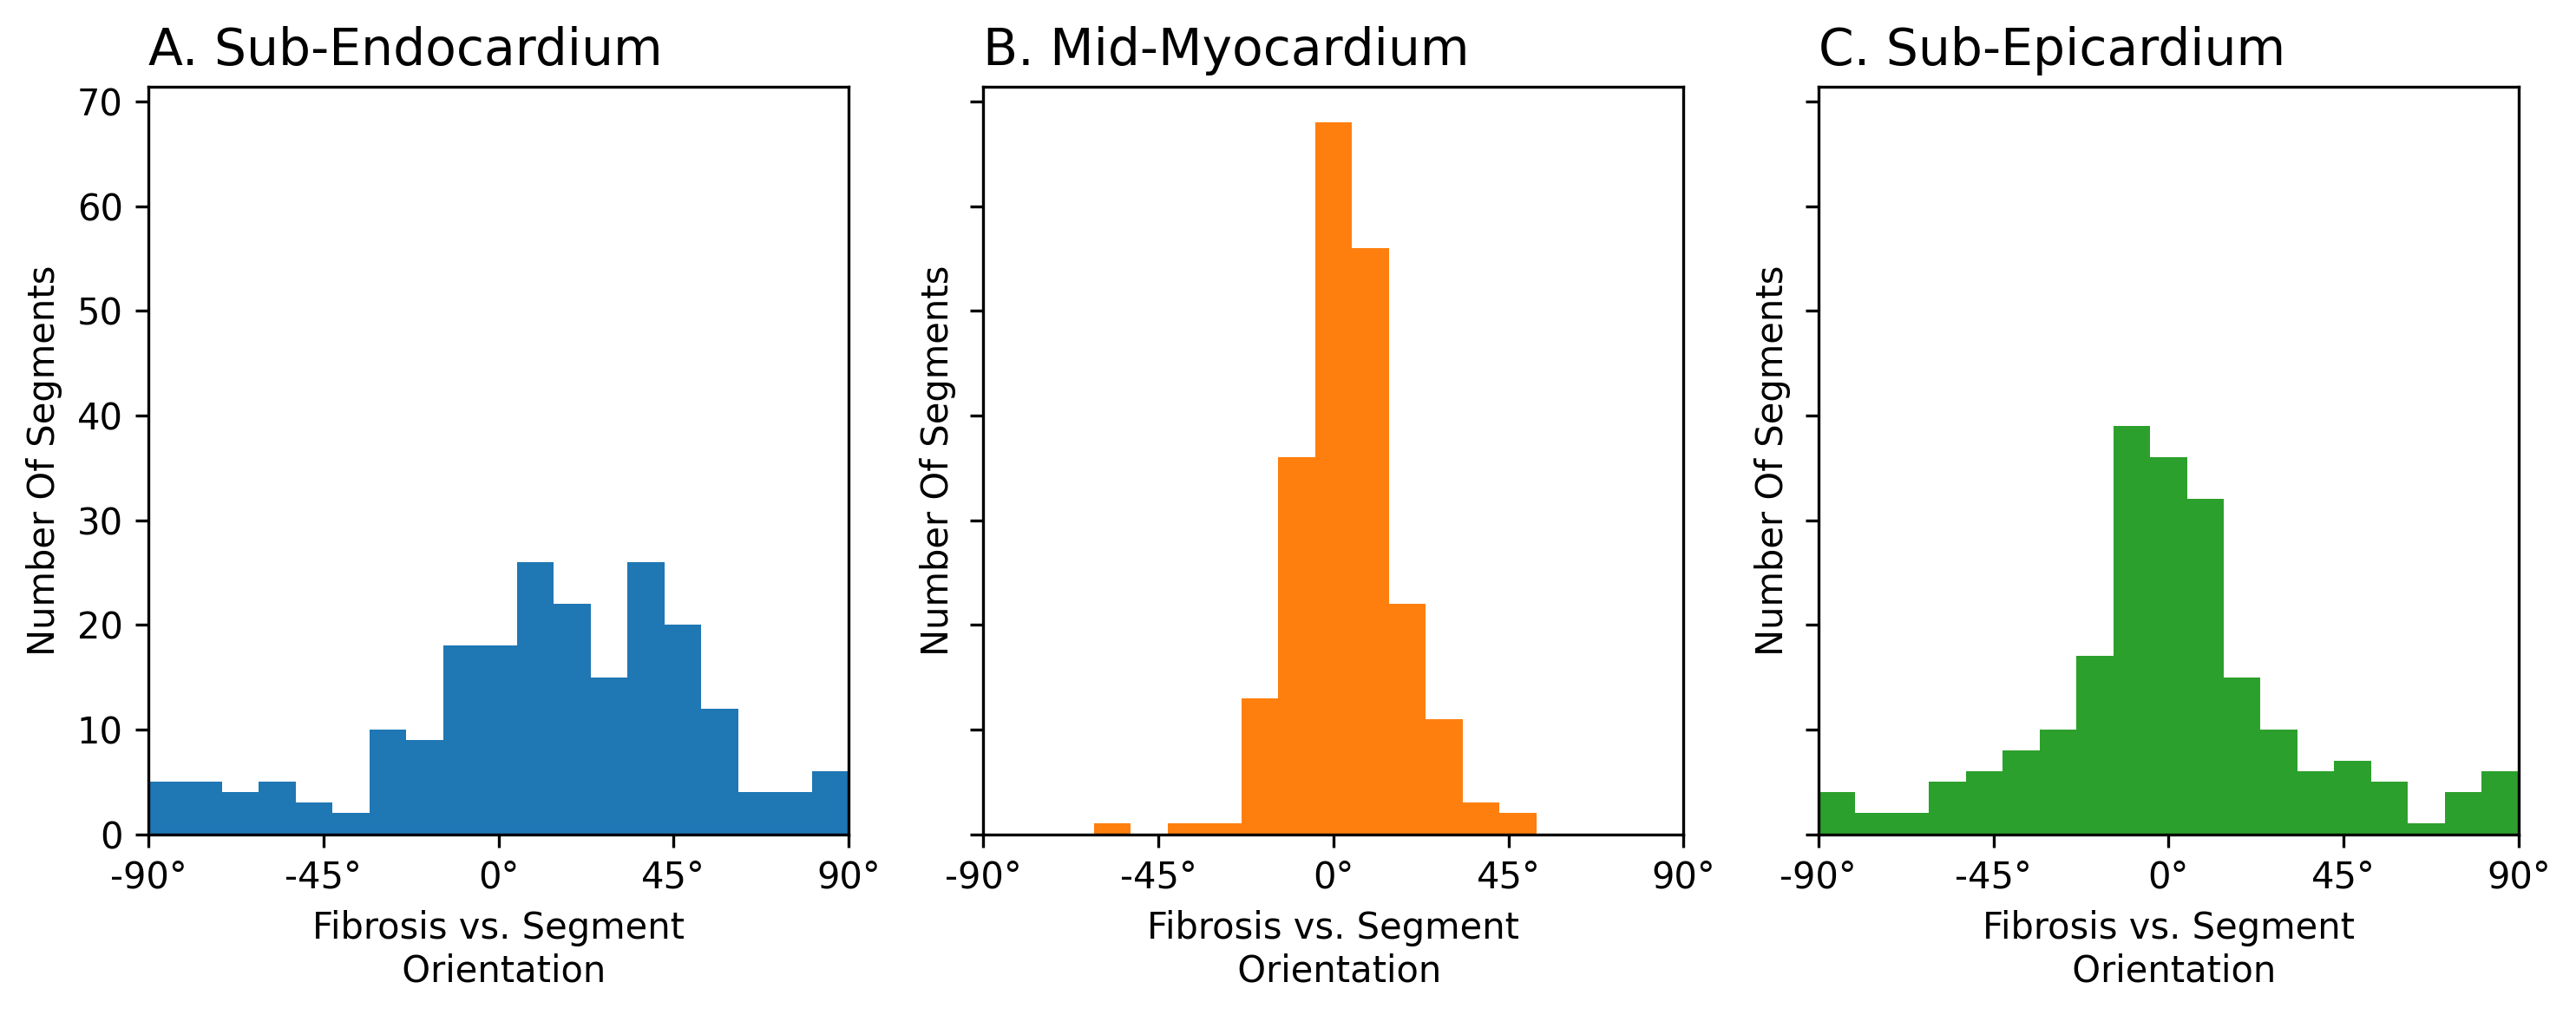 A. Sub-Endocardium
B. Mid-Myocardium
C. Sub-Epicardium
Number Of Segments
70
60
50
40
30
20
10
0
-90°
-45°
0°
45°
90°
Fibrosis vs. Segment
Orientation
Number Of Segments
-90°
-45°
0°
45°
90°
Fibrosis vs. Segment
Orientation
Number Of Segments
-90°
-45°
0°
45°
90°
Fibrosis vs. Segment
Orientation